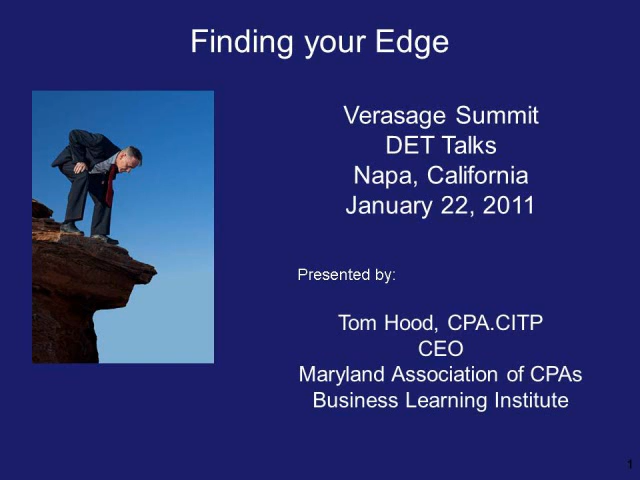 Finding your Edge
Verasage Summit
DET Talks
Napa, California
January 22, 2011
Presented by:
Tom Hood, CPA.CITP
CEO
Maryland Association of CPAs
Business Learning Institute
1